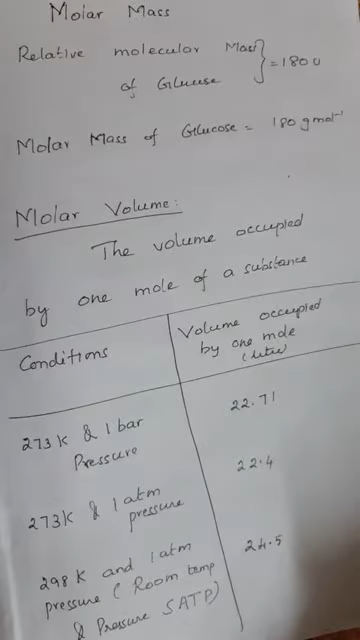 Molar Mass
Relative molecular Mass
of Glucose } = 180 u
Molar Mass of Glucose = 180 g mol-1
Molar Volume:
The volume occupied
by one mole of a substance
Conditions
Volume occupied
by one mole
(litre)
273 K & 1 bar
Pressure
22.71
273K & 1 atm
pressure
22.4
298 K and 1 atm
pressure (Room temp
& Pressure SATP)
24.5